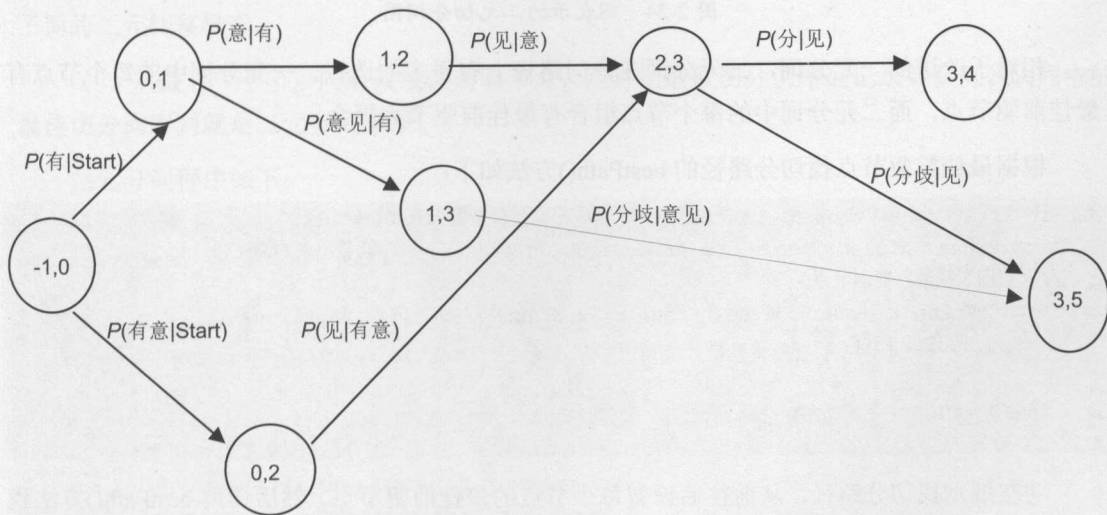 P(意|有)
P(见|意)
P(分|见)
0,1
1,2
2,3
3,4
P(有|Start)
P(意见|有)
P(分歧|见)
1,3
P(分歧|意见)
-1,0
3,5
P(有意|Start)
P(见|有意)
0,2